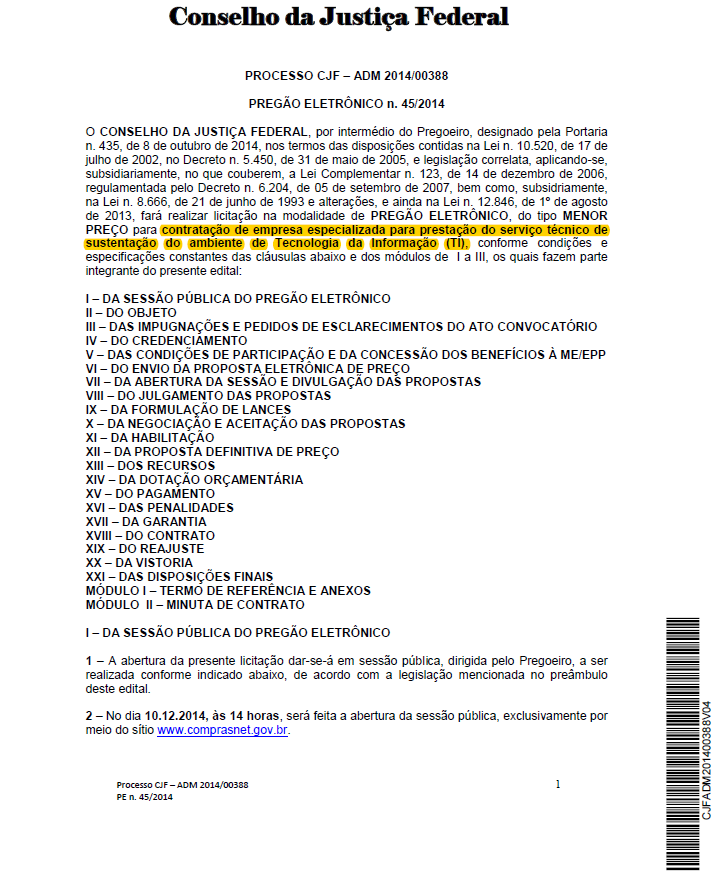 Conselho da Justiça Federal
PROCESSO CJF – ADM 2014/00388
PREGÃO ELETRÔNICO n. 45/2014
O CONSELHO DA JUSTIÇA FEDERAL, por intermédio do Pregoeiro, designado pela Portaria
n. 435, de 8 de outubro de 2014, nos termos das disposições contidas na Lei n. 10.520, de 17 de
julho de 2002, no Decreto n. 5.450, de 31 de maio de 2005, e legislação correlata, aplicando-se,
subsidiariamente, no que couberem, a Lei Complementar n. 123, de 14 de dezembro de 2006,
regulamentada pelo Decreto n. 6.204, de 05 de setembro de 2007, bem como, subsidriamente,
na Lei n. 8.666, de 21 de junho de 1993 e alterações, e ainda na Lei n. 12.846, de 1º de agosto
de 2013, fará realizar licitação na modalidade de PREGÃO ELETRÔNICO, do tipo MENOR
PREÇO para contratação de empresa especializada para prestação do serviço técnico de
sustentação do ambiente de Tecnologia da Informação (TI), conforme condições e
especificações constantes das cláusulas abaixo e dos módulos de I a III, os quais fazem parte
integrante do presente edital:
I – DA SESSÃO PÚBLICA DO PREGÃO ELETRÔNICO
II – DO OBJETO
III – DAS IMPUGNAÇÕES E PEDIDOS DE ESCLARECIMENTOS DO ATO CONVOCATÓRIO
IV – DO CREDENCIAMENTO
V – DAS CONDIÇÕES DE PARTICIPAÇÃO E DA CONCESSÃO DOS BENEFÍCIOS À ME/EPP
VI – DO ENVIO DA PROPOSTA ELETRÔNICA DE PREÇO
VII – DA ABERTURA DA SESSÃO E DIVULGAÇÃO DAS PROPOSTAS
VIII – DO JULGAMENTO DAS PROPOSTAS
IX – DA FORMULAÇÃO DE LANCES
X – DA NEGOCIAÇÃO E ACEITAÇÃO DAS PROPOSTAS
XI – DA HABILITAÇÃO
XII – DA PROPOSTA DEFINITIVA DE PREÇO
XIII – DOS RECURSOS
XIV – DA DOTAÇÃO ORÇAMENTÁRIA
XV – DO PAGAMENTO
XVI – DAS PENALIDADES
XVII – DA GARANTIA
XVIII – DO CONTRATO
XIX – DO REAJUSTE
XX – DA VISTORIA
XXI – DAS DISPOSIÇÕES FINAIS
MÓDULO I – TERMO DE REFERÊNCIA E ANEXOS
MÓDULO II – MINUTA DE CONTRATO
I – DA SESSÃO PÚBLICA DO PREGÃO ELETRÔNICO
1 – A abertura da presente licitação dar-se-á em sessão pública, dirigida pelo Pregoeiro, a ser
realizada conforme indicado abaixo, de acordo com a legislação mencionada no preâmbulo
deste edital.
2 – No dia 10.12.2014, às 14 horas, será feita a abertura da sessão pública, exclusivamente por
meio do sítio www.comprasnet.gov.br.
Processo CJF – ADM 2014/00388
PE n. 45/2014
1
CJFADM201400388V04